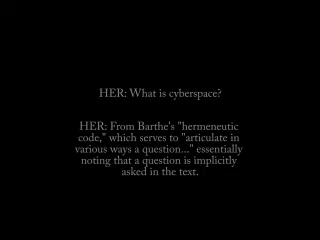 HER: What is cyberspace?
HER: From Barthe's "hermeneutic
code," which serves to "articulate in
various ways a question..." essentially
noting that a question is implicitly
asked in the text.